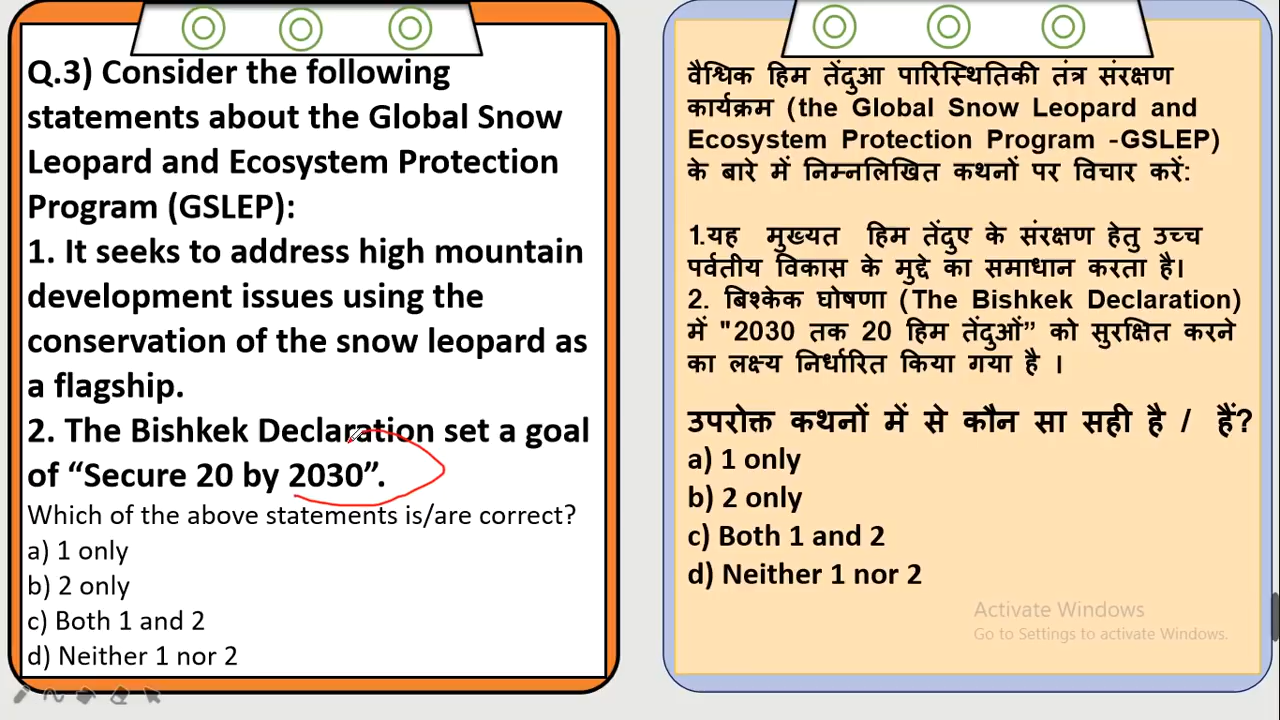 Q.3) Consider the following
statements about the Global Snow
Leopard and Ecosystem Protection
Program (GSLEP):
1. It seeks to address high mountain
development issues using the
conservation of the snow leopard as
a flagship.
2. The Bishkek Declaration set a goal
of “Secure 20 by 2030”.
Which of the above statements is/are correct?
a) 1 only
b) 2 only
c) Both 1 and 2
d) Neither 1 nor 2
वैश्विक हिम तेंदुआ पारिस्थितिकी तंत्र संरक्षण
कार्यक्रम (the Global Snow Leopard and
Ecosystem Protection Program -GSLEP)
के बारे में निम्नलिखित कथनों पर विचार करें:
1.यह मुख्यत हिम तेंदुए के संरक्षण हेतु उच्च
पर्वतीय विकास के मुद्दे का समाधान करता है।
2. बिश्केक घोषणा (The Bishkek Declaration)
में "2030 तक 20 हिम तेंदुओं” को सुरक्षित करने
का लक्ष्य निर्धारित किया गया है ।
उपरोक्त कथनों में से कौन सा सही है / हैं?
a) 1 only
b) 2 only
c) Both 1 and 2
d) Neither 1 nor 2
Activate Windows
Go to Settings to activate Windows.